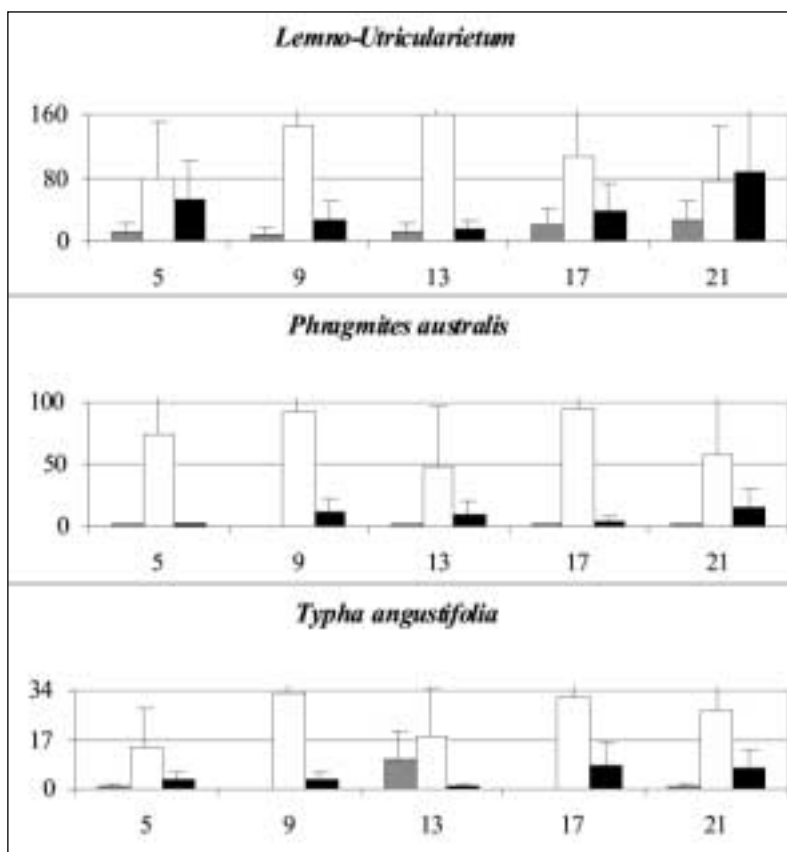 Lemno-Utricularietum
160
80
0
5 9 13 17 21
Phragmites australis
100
50
0
5 9 13 17 21
Typha angustifolia
34
17
0
5 9 13 17 21